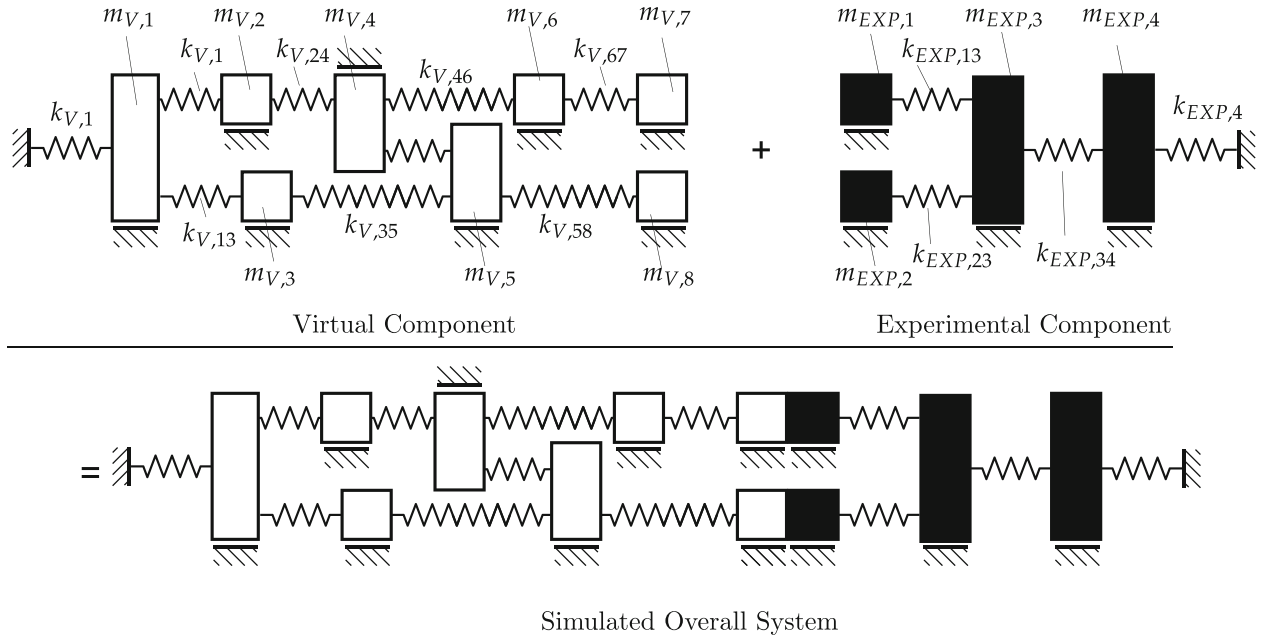 m_{V,1} m_{V,2} m_{V,4} m_{V,6} m_{V,7} m_{EXP,1} m_{EXP,3} m_{EXP,4}
k_{V,1} k_{V,24} k_{V,46} k_{V,67} k_{EXP,13}
k_{V,1} + k_{EXP,4}
k_{V,13} k_{V,35} k_{V,58} k_{EXP,23} k_{EXP,34}
m_{V,3} m_{V,5} m_{V,8} m_{EXP,2}
Virtual Component Experimental Component
=
Simulated Overall System